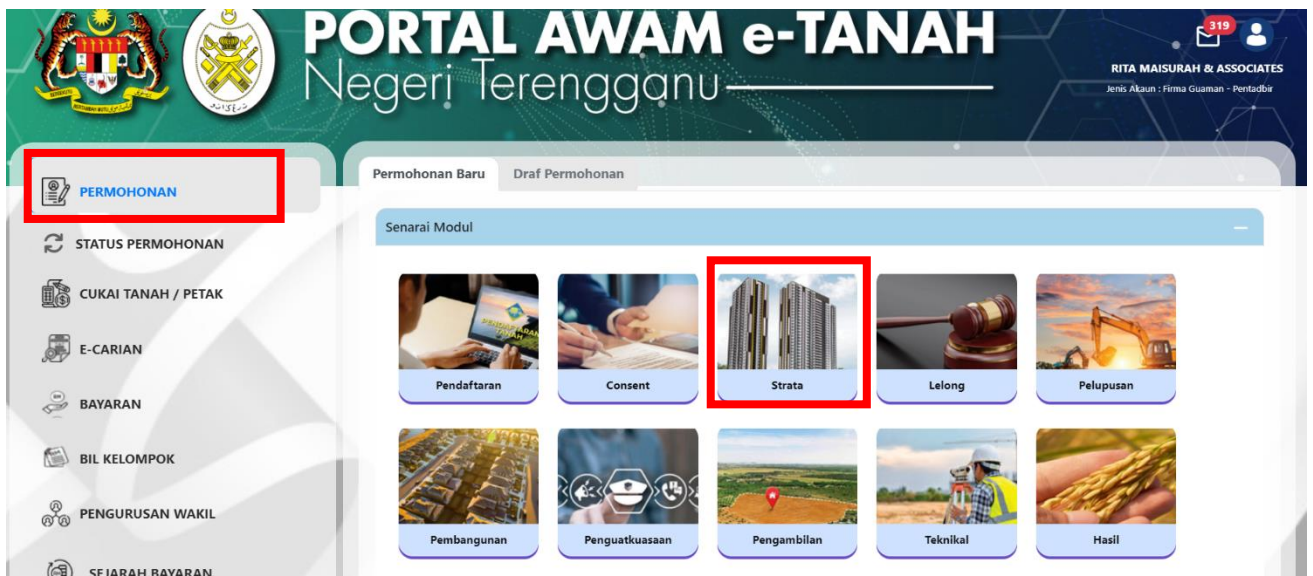 PORTAL AWAM e-TANAH
Negeri Terengganu
319
RITA MAISURAH & ASSOCIATES
Jenis Akaun : Firma Guaman - Pentadbir
PERMOHONAN
STATUS PERMOHONAN
CUKAI TANAH / PETAK
E-CARIAN
BAYARAN
BIL KELOMPOK
PENGURUSAN WAKIL
SEJARAH BAYARAN
Permohonan Baru
Draf Permohonan
Senarai Modul
PENDAFTARAN
TANAH
Pendaftaran
Consent
Strata
Lelong
Pelupusan
Pembangunan
Penguatkuasaan
Pengambilan
Teknikal
Hasil